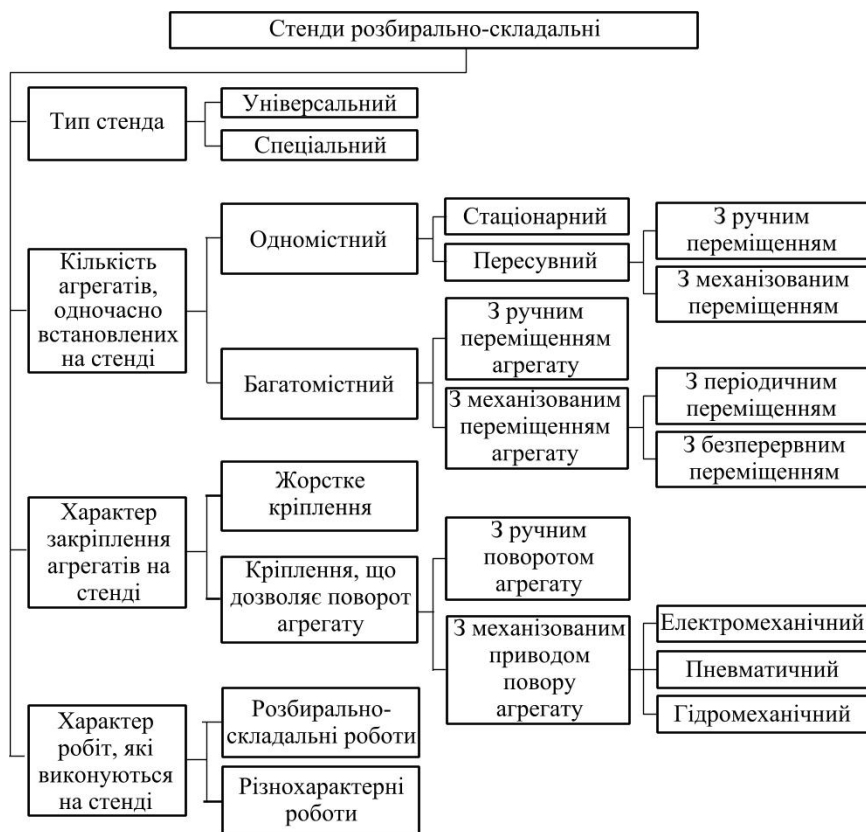 Стенди розбирально-складальні
Тип стенда
Універсальний
Спеціальний
Кількість
агрегатів,
одночасно
встановлених
на стенді
Одномістний
Стаціонарний
Пересувний
З ручним
переміщенням
З механізованим
переміщенням
Багатомістний
З ручним
переміщенням
агрегату
З механізованим
переміщенням
агрегату
З періодичним
переміщенням
З безперервним
переміщенням
Характер
закріплення
агрегатів на
стенді
Жорстке
кріплення
Кріплення, що
дозволяє поворот
агрегату
З ручним
поворотом
агрегату
З механізованим
приводом
повору
агрегату
Електромеханічний
Пневматичний
Гідромеханічний
Характер
робіт, які
виконуються
на стенді
Розбирально-
складальні роботи
Різнохарактерні
роботи